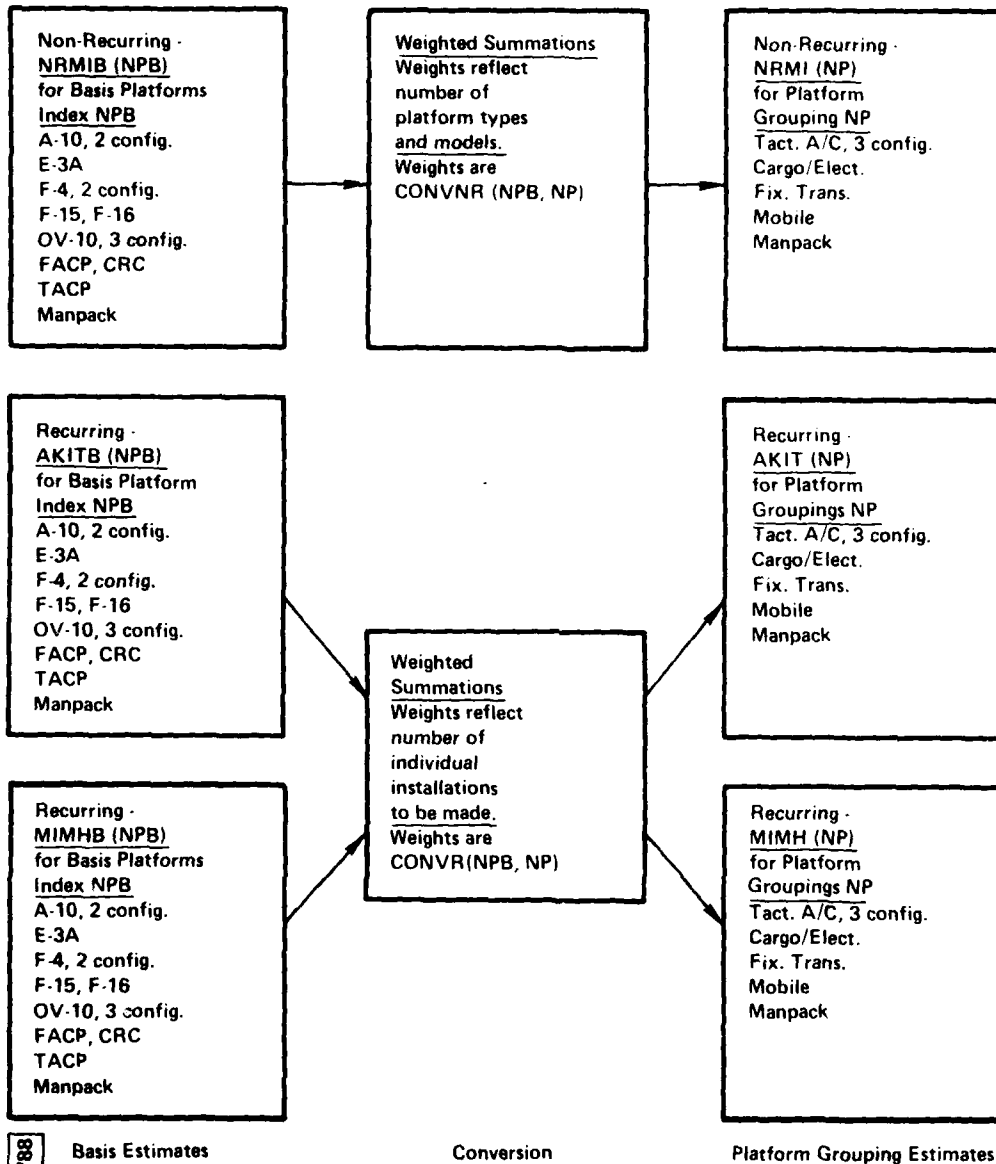 Non-Recurring -
NRMIB (NPB)
for Basis Platforms
Index NPB
A-10, 2 config.
E-3A
F-4, 2 config.
F-15, F-16
OV-10, 3 config.
FACP, CRC
TACP
Manpack
Weighted Summations
Weights reflect
number of
platform types
and models.
Weights are
CONVNR (NPB, NP)
Non-Recurring -
NRMI (NP)
for Platform
Grouping NP
Tact. A/C, 3 config.
Cargo/Elect.
Fix. Trans.
Mobile
Manpack
Recurring -
AKITB (NPB)
for Basis Platform
Index NPB
A-10, 2 config.
E-3A
F-4, 2 config.
F-15, F-16
OV-10, 3 config.
FACP, CRC
TACP
Manpack
Recurring -
AKIT (NP)
for Platform
Groupings NP
Tact. A/C, 3 config.
Cargo/Elect.
Fix. Trans.
Mobile
Manpack
Weighted
Summations
Weights reflect
number of
individual
installations
to be made.
Weights are
CONVR(NPB, NP)
Recurring -
MIMHB (NPB)
for Basis Platforms
Index NPB
A-10, 2 config.
E-3A
F-4, 2 config.
F-15, F-16
OV-10, 3 config.
FACP, CRC
TACP
Manpack
Recurring -
MIMH (NP)
for Platform
Groupings NP
Tact. A/C, 3 config.
Cargo/Elect.
Fix. Trans.
Mobile
Manpack
Basis Estimates
Conversion
Platform Grouping Estimates